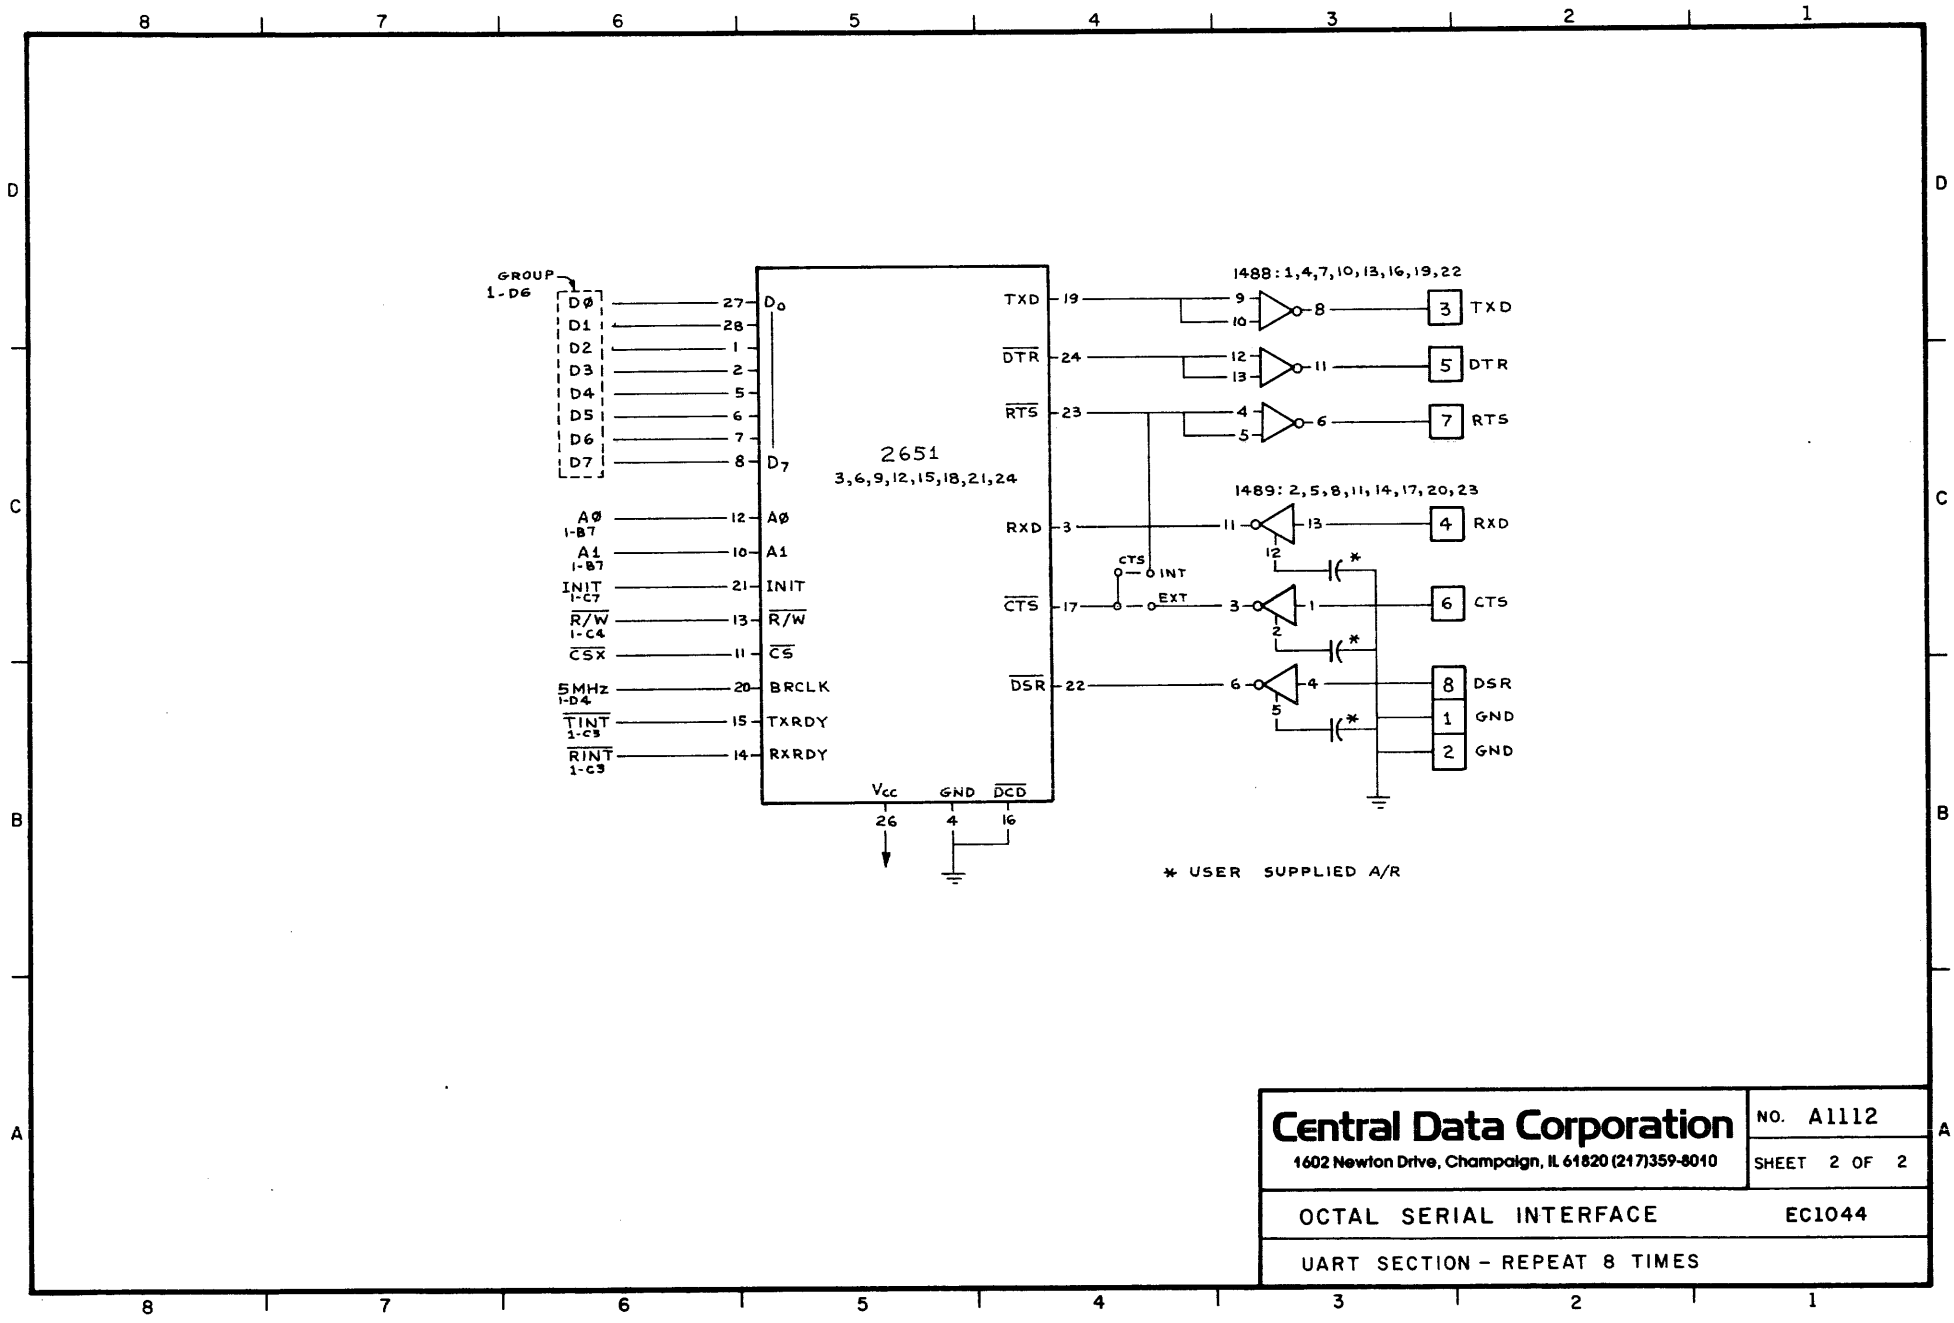 8 7 6 5 4 3 2 1
D D
C C
B B
A A
GROUP
1-D6
DØ 27 D0
D1 28
D2 1
D3 2
D4 5
D5 6
D6 7
D7 8 D7
AØ 12 AØ
1-B7
A1 10 A1
1-B7
INIT 21 INIT
1-C7
R/W 13 R/W
1-C4
CSX 11 CS
5MHz 20 BRCLK
1-D4
TINT 15 TXRDY
1-C3
RINT 14 RXRDY
1-C3
2651
3,6,9,12,15,18,21,24
Vcc GND DCD
26 4 16
1488: 1,4,7,10,13,16,19,22
TXD 19 9 10 8 3 TXD
DTR 24 12 13 11 5 DTR
RTS 23 4 5 6 7 RTS
1489: 2,5,8,11,14,17,20,23
RXD 3 11 13 4 RXD
12 *
CTS INT
EXT
CTS 17 3 1 6 CTS
2 *
DSR 22 6 4 8 DSR
5 *
1 GND
2 GND
* USER SUPPLIED A/R
Central Data Corporation
1602 Newton Drive, Champaign, IL 61820 (217)359-8010
NO. A1112
SHEET 2 OF 2
OCTAL SERIAL INTERFACE EC1044
UART SECTION - REPEAT 8 TIMES
8 7 6 5 4 3 2 1